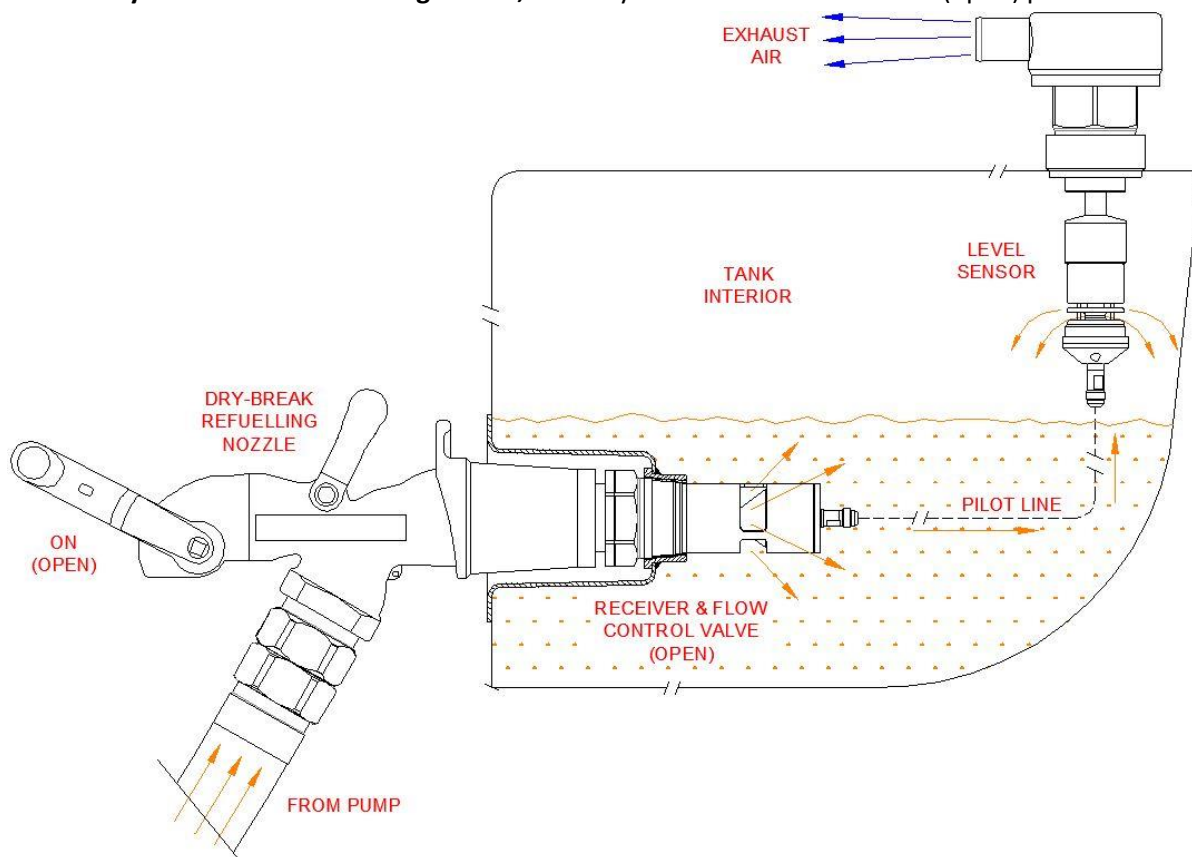 EXHAUST
AIR
LEVEL
SENSOR
TANK
INTERIOR
DRY-BREAK
REFUELLING
NOZZLE
ON
(OPEN)
PILOT LINE
RECEIVER & FLOW
CONTROL VALVE
(OPEN)
FROM PUMP